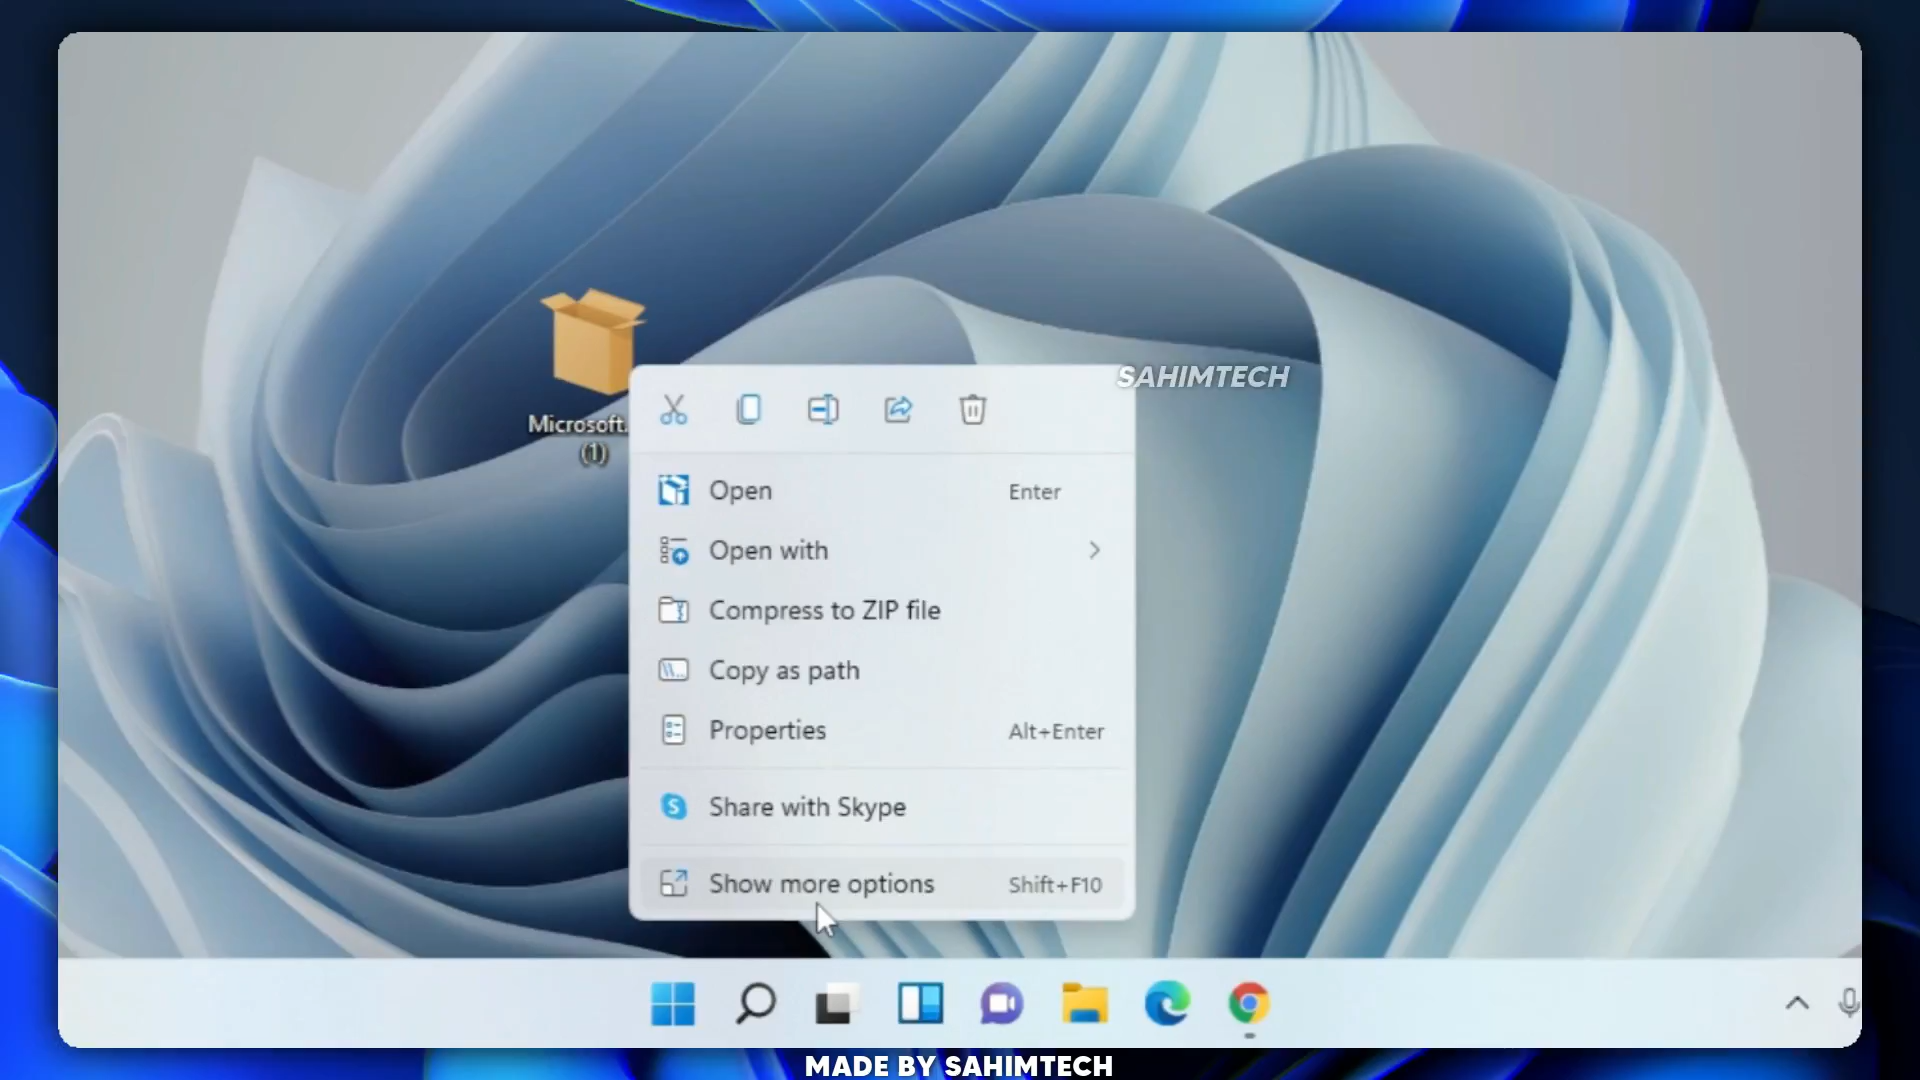 SAHIMTECH
Microsoft.
(1)
Open Enter
Open with
Compress to ZIP file
Copy as path
Properties Alt+Enter
Share with Skype
Show more options Shift+F10
MADE BY SAHIMTECH